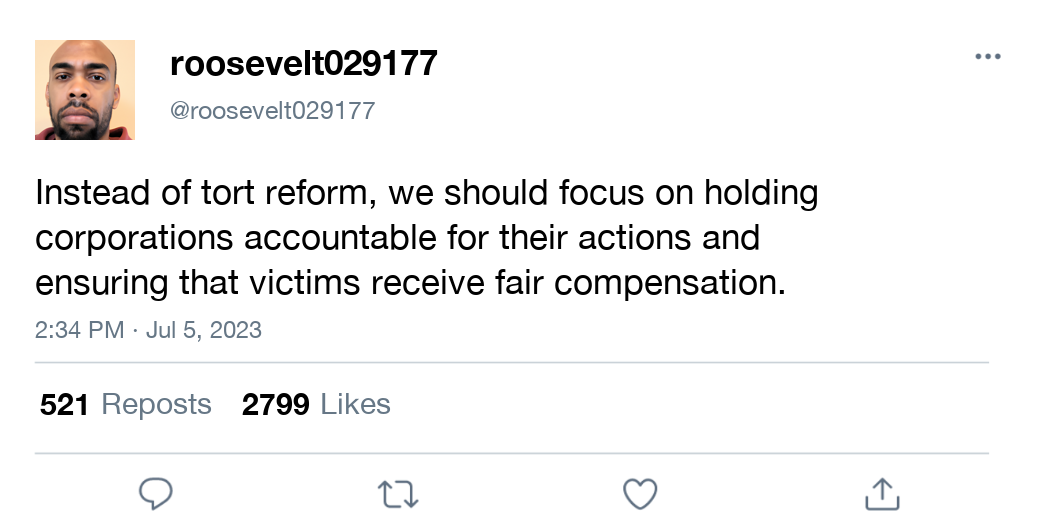 roosevelt029177
@roosevelt029177
Instead of tort reform, we should focus on holding
corporations accountable for their actions and
ensuring that victims receive fair compensation.
2:34 PM · Jul 5, 2023
521 Reposts 2799 Likes